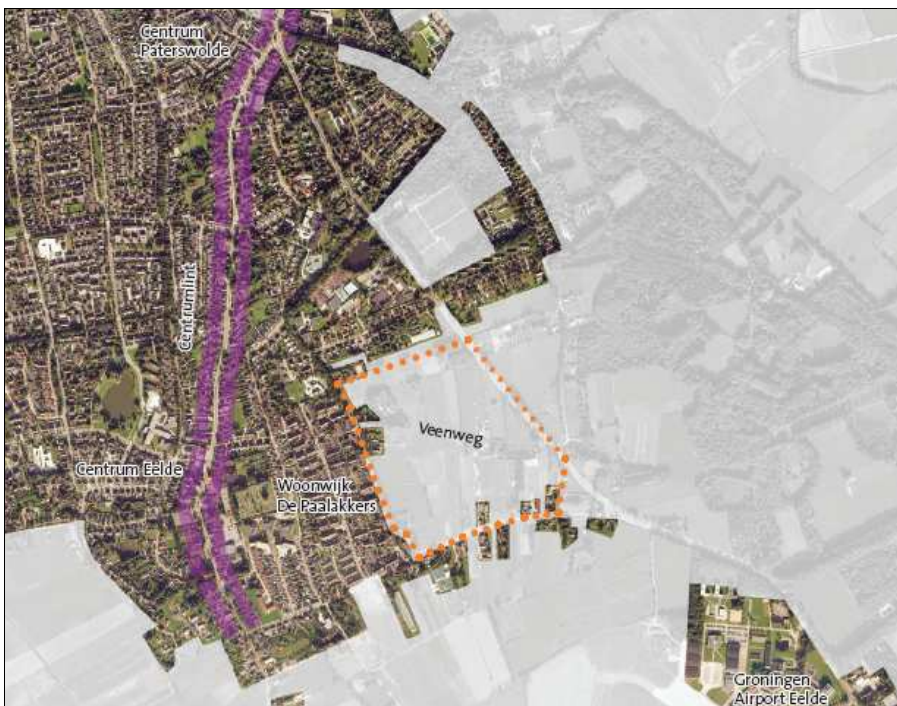 Centrum
Paterswolde
Centrumlint
Veenweg
Centrum Eelde
Woonwijk
De Paalakkers
Groningen
Airport Eelde